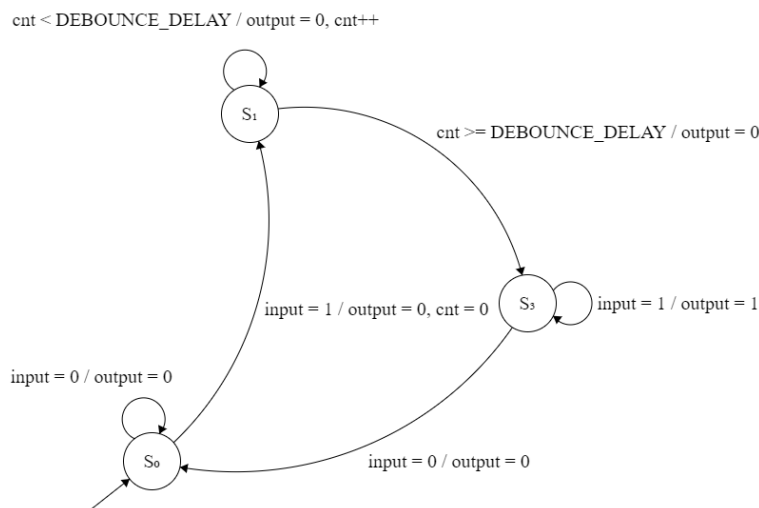 cnt < DEBOUNCE_DELAY / output = 0, cnt++
S₁
cnt >= DEBOUNCE_DELAY / output = 0
input = 1 / output = 0, cnt = 0
S₃
input = 1 / output = 1
input = 0 / output = 0
S₀
input = 0 / output = 0